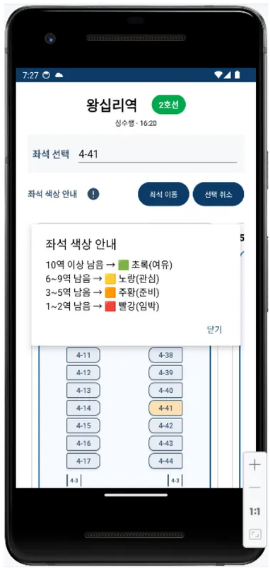 7:27
왕십리역 2호선
성수행 - 16:20
좌석 선택 4-41
좌석 색상 안내 ! 좌석 이동 선택 취소
5
좌석 색상 안내
10역 이상 남음 → 🟩 초록(여유)
6~9역 남음 → 🟨 노랑(관심)
3~5역 남음 → 🟧 주황(준비)
1~2역 남음 → 🟥 빨강(임박)
닫기
4-11 4-38
4-12 4-39
4-13 4-40
4-14 4-41
4-15 4-42
4-16 4-43
4-17 4-44
4-3 4-3
1:1